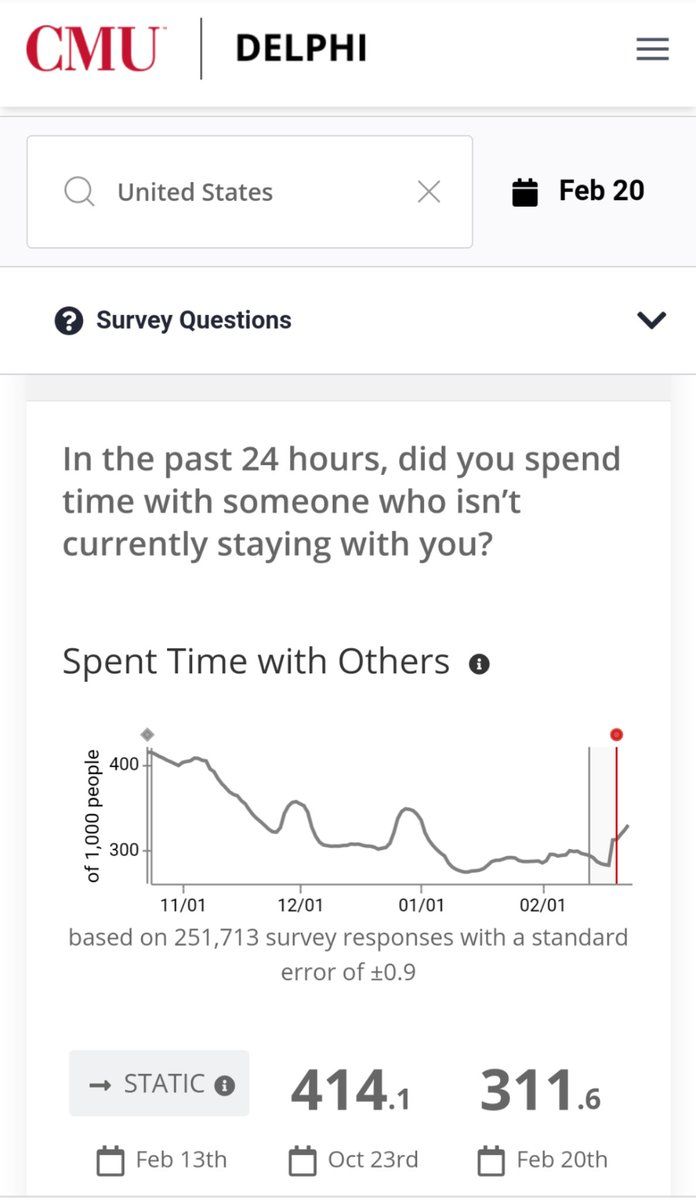 CMU™ DELPHI
United States Feb 20
Survey Questions
In the past 24 hours, did you spend
time with someone who isn’t
currently staying with you?
Spent Time with Others
of 1,000 people
400
300
11/01 12/01 01/01 02/01
based on 251,713 survey responses with a standard
error of ±0.9
→ STATIC 414.1 311.6
Feb 13th Oct 23rd Feb 20th